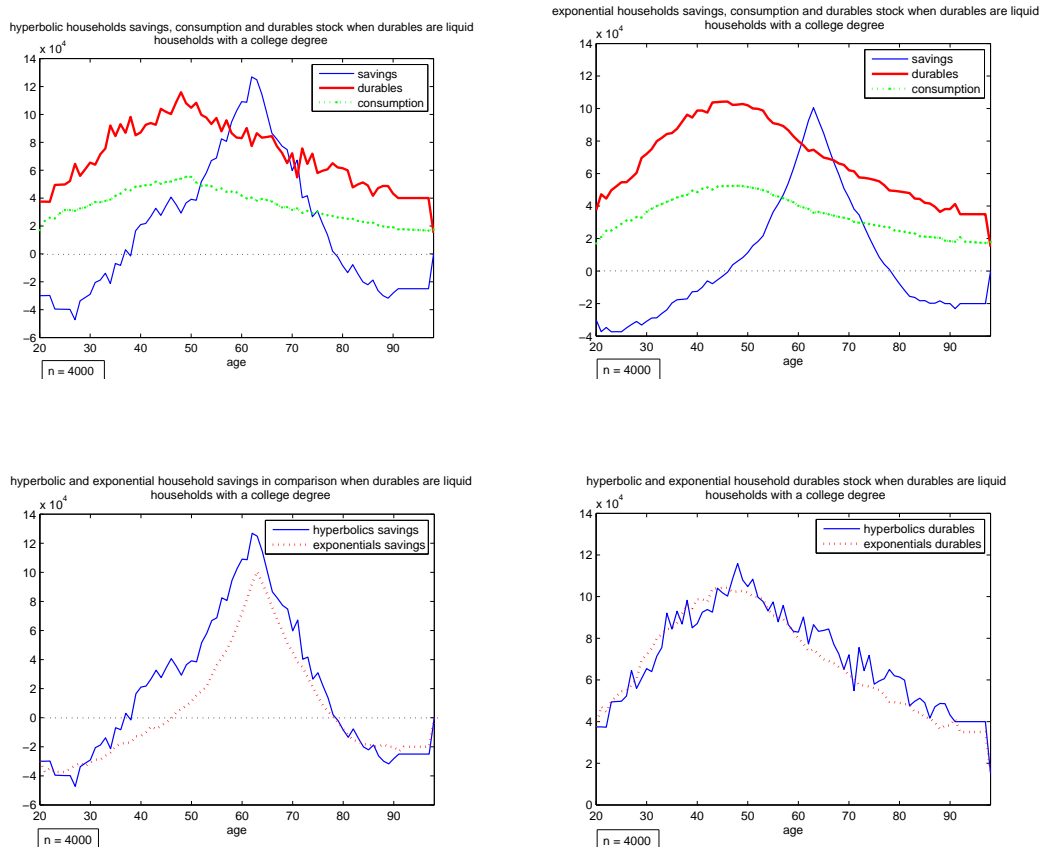 hyperbolic households savings, consumption and durables stock when durables are liquid
households with a college degree
x 10^4
14
12
10
8
6
4
2
0
−2
−4
−6
20 30 40 50 60 70 80 90
age
n = 4000
savings
durables
consumption
exponential households savings, consumption and durables stock when durables are liquid
households with a college degree
x 10^4
14
12
10
8
6
4
2
0
−2
−4
20 30 40 50 60 70 80 90
age
n = 4000
savings
durables
consumption
hyperbolic and exponential household savings in comparison when durables are liquid
households with a college degree
x 10^4
14
12
10
8
6
4
2
0
−2
−4
−6
20 30 40 50 60 70 80 90
age
n = 4000
hyperbolics savings
exponentials savings
hyperbolic and exponential household durables stock when durables are liquid
households with a college degree
x 10^4
14
12
10
8
6
4
2
0
20 30 40 50 60 70 80 90
age
n = 4000
hyperbolics durables
exponentials durables